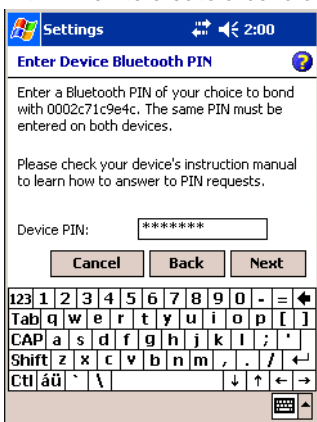 Settings 2:00
Enter Device Bluetooth PIN ?
Enter a Bluetooth PIN of your choice to bond
with 0002c71c9e4c. The same PIN must be
entered on both devices.
Please check your device's instruction manual
to learn how to answer to PIN requests.
Device PIN: *******
Cancel Back Next
123 1 2 3 4 5 6 7 8 9 0 - =
Tab q w e r t y u i o p [ ]
CAP a s d f g h j k l ; '
Shift z x c v b n m , . /
Ctl áü ` \